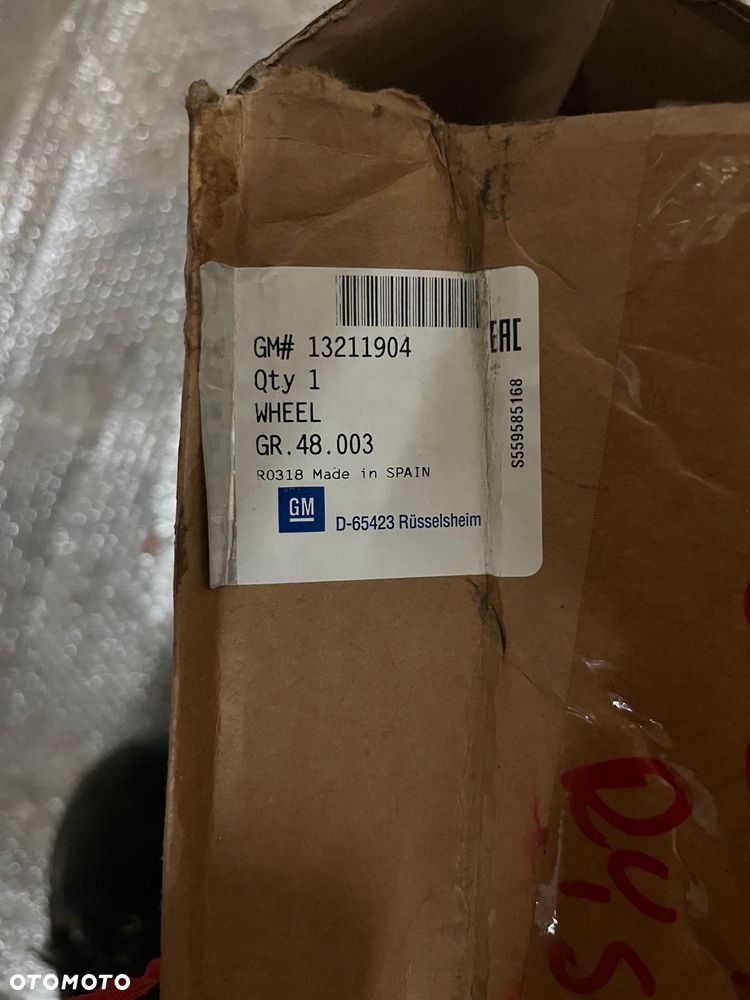 GM# 13211904
EAC
Qty 1
WHEEL
GR.48.003
R0318 Made in SPAIN
GM
D-65423 Rüsselsheim
S559585168
OTOMOTO